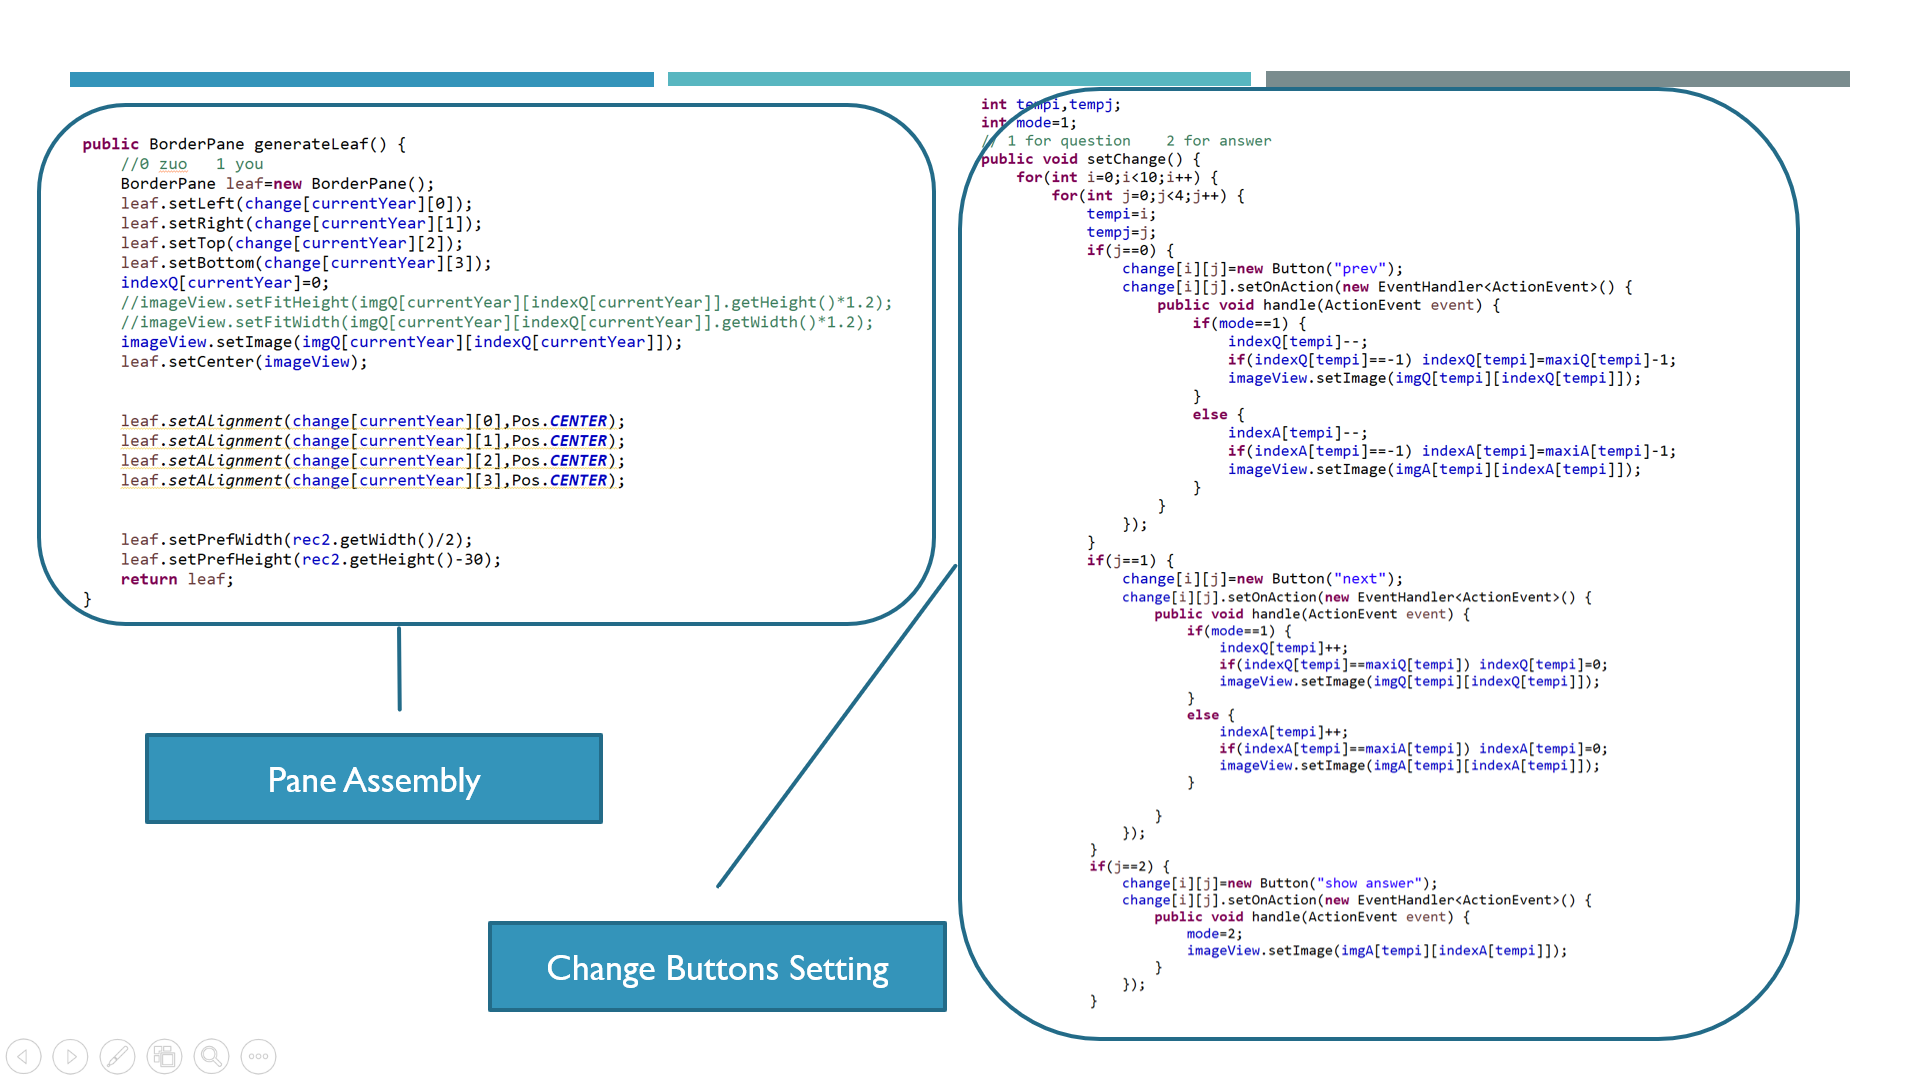 public BorderPane generateLeaf() {
//0 zuo   1 you
BorderPane leaf=new BorderPane();
leaf.setLeft(change[currentYear][0]);
leaf.setRight(change[currentYear][1]);
leaf.setTop(change[currentYear][2]);
leaf.setBottom(change[currentYear][3]);
indexQ[currentYear]=0;
//imageView.setFitHeight(imgQ[currentYear][indexQ[currentYear]].getHeight()*1.2);
//imageView.setFitWidth(imgQ[currentYear][indexQ[currentYear]].getWidth()*1.2);
imageView.setImage(imgQ[currentYear][indexQ[currentYear]]);
leaf.setCenter(imageView);
leaf.setAlignment(change[currentYear][0],Pos.CENTER);
leaf.setAlignment(change[currentYear][1],Pos.CENTER);
leaf.setAlignment(change[currentYear][2],Pos.CENTER);
leaf.setAlignment(change[currentYear][3],Pos.CENTER);
leaf.setPrefWidth(rec2.getWidth()/2);
leaf.setPrefHeight(rec2.getHeight()-30);
return leaf;
}
Pane Assembly
Change Buttons Setting
int tempi,tempj;
int mode=1;
// 1 for question    2 for answer
public void setChange() {
for(int i=0;i<10;i++) {
for(int j=0;j<4;j++) {
tempi=i;
tempj=j;
if(j==0) {
change[i][j]=new Button("prev");
change[i][j].setOnAction(new EventHandler<ActionEvent>() {
public void handle(ActionEvent event) {
if(mode==1) {
indexQ[tempi]--;
if(indexQ[tempi]==-1) indexQ[tempi]=maxiQ[tempi]-1;
imageView.setImage(imgQ[tempi][indexQ[tempi]]);
}
else {
indexA[tempi]--;
if(indexA[tempi]==-1) indexA[tempi]=maxiA[tempi]-1;
imageView.setImage(imgA[tempi][indexA[tempi]]);
}
}
});
}
if(j==1) {
change[i][j]=new Button("next");
change[i][j].setOnAction(new EventHandler<ActionEvent>() {
public void handle(ActionEvent event) {
if(mode==1) {
indexQ[tempi]++;
if(indexQ[tempi]==maxiQ[tempi]) indexQ[tempi]=0;
imageView.setImage(imgQ[tempi][indexQ[tempi]]);
}
else {
indexA[tempi]++;
if(indexA[tempi]==maxiA[tempi]) indexA[tempi]=0;
imageView.setImage(imgA[tempi][indexA[tempi]]);
}
}
});
}
if(j==2) {
change[i][j]=new Button("show answer");
change[i][j].setOnAction(new EventHandler<ActionEvent>() {
public void handle(ActionEvent event) {
mode=2;
imageView.setImage(imgA[tempi][indexA[tempi]]);
}
});
}